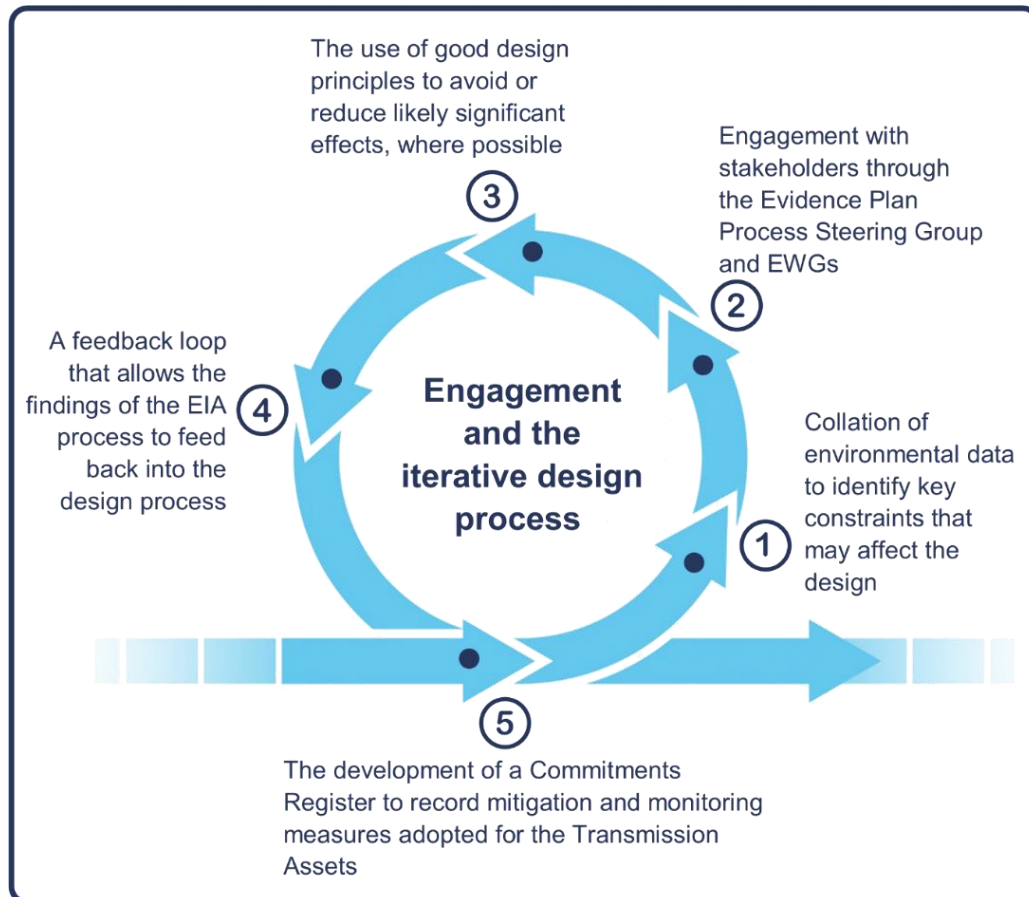 The use of good design
principles to avoid or
reduce likely significant
effects, where possible
3
Engagement with
stakeholders through
the Evidence Plan
Process Steering Group
and EWGs
2
A feedback loop
that allows the
findings of the EIA
process to feed
back into the
design process
4
Engagement
and the
iterative design
process
Collation of
environmental data
to identify key
constraints that
may affect the
design
1
5
The development of a Commitments
Register to record mitigation and monitoring
measures adopted for the Transmission
Assets